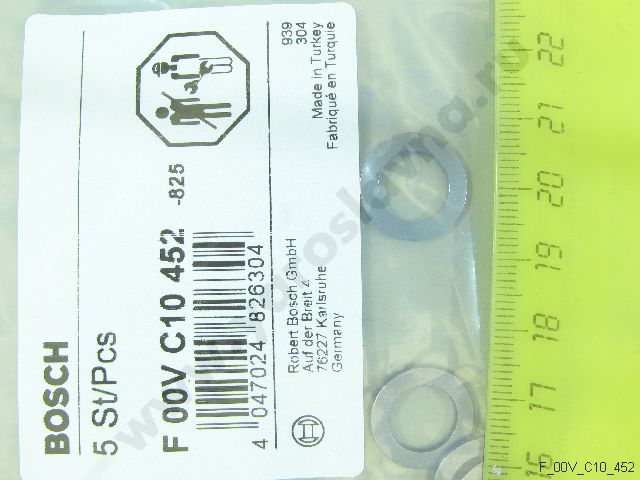 BOSCH
5 St/Pcs
F 00V C10 452 -825
4 047024 826304
Robert Bosch GmbH
Auf der Breit 4
76227 Karlsruhe
Germany
939
304
Made in Turkey
Fabriqué en Turquie
22
21
20
19
18
17
16
F_00V_C10_452